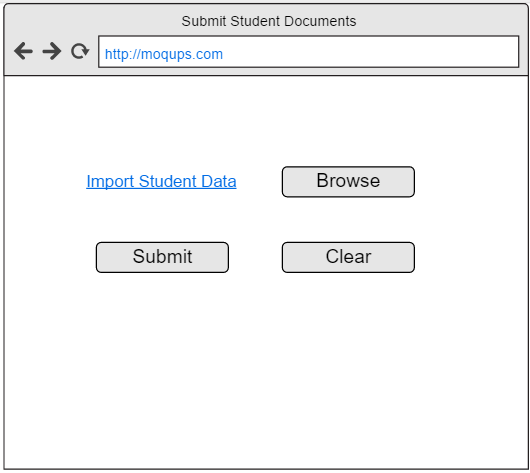 Submit Student Documents
http://moqups.com
Import Student Data
Browse
Submit
Clear